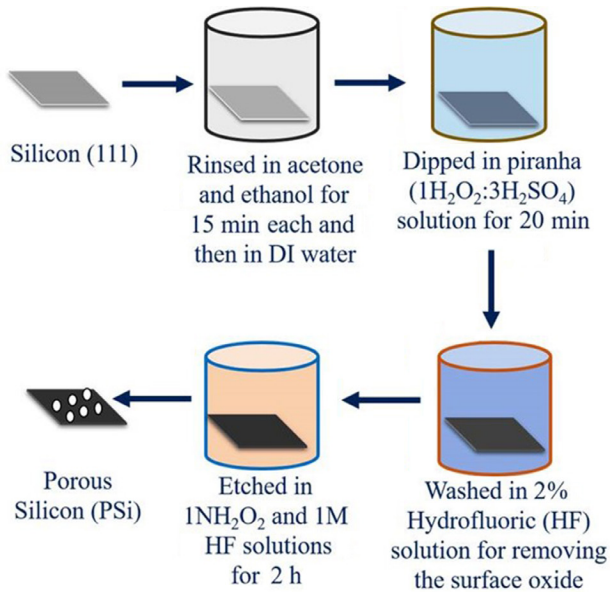 Silicon (111)
Rinsed in acetone
and ethanol for
15 min each and
then in DI water
Dipped in piranha
(1H₂O₂:3H₂SO₄)
solution for 20 min
Washed in 2%
Hydrofluoric (HF)
solution for removing
the surface oxide
Etched in
1NH₂O₂ and 1M
HF solutions
for 2 h
Porous
Silicon (PSi)